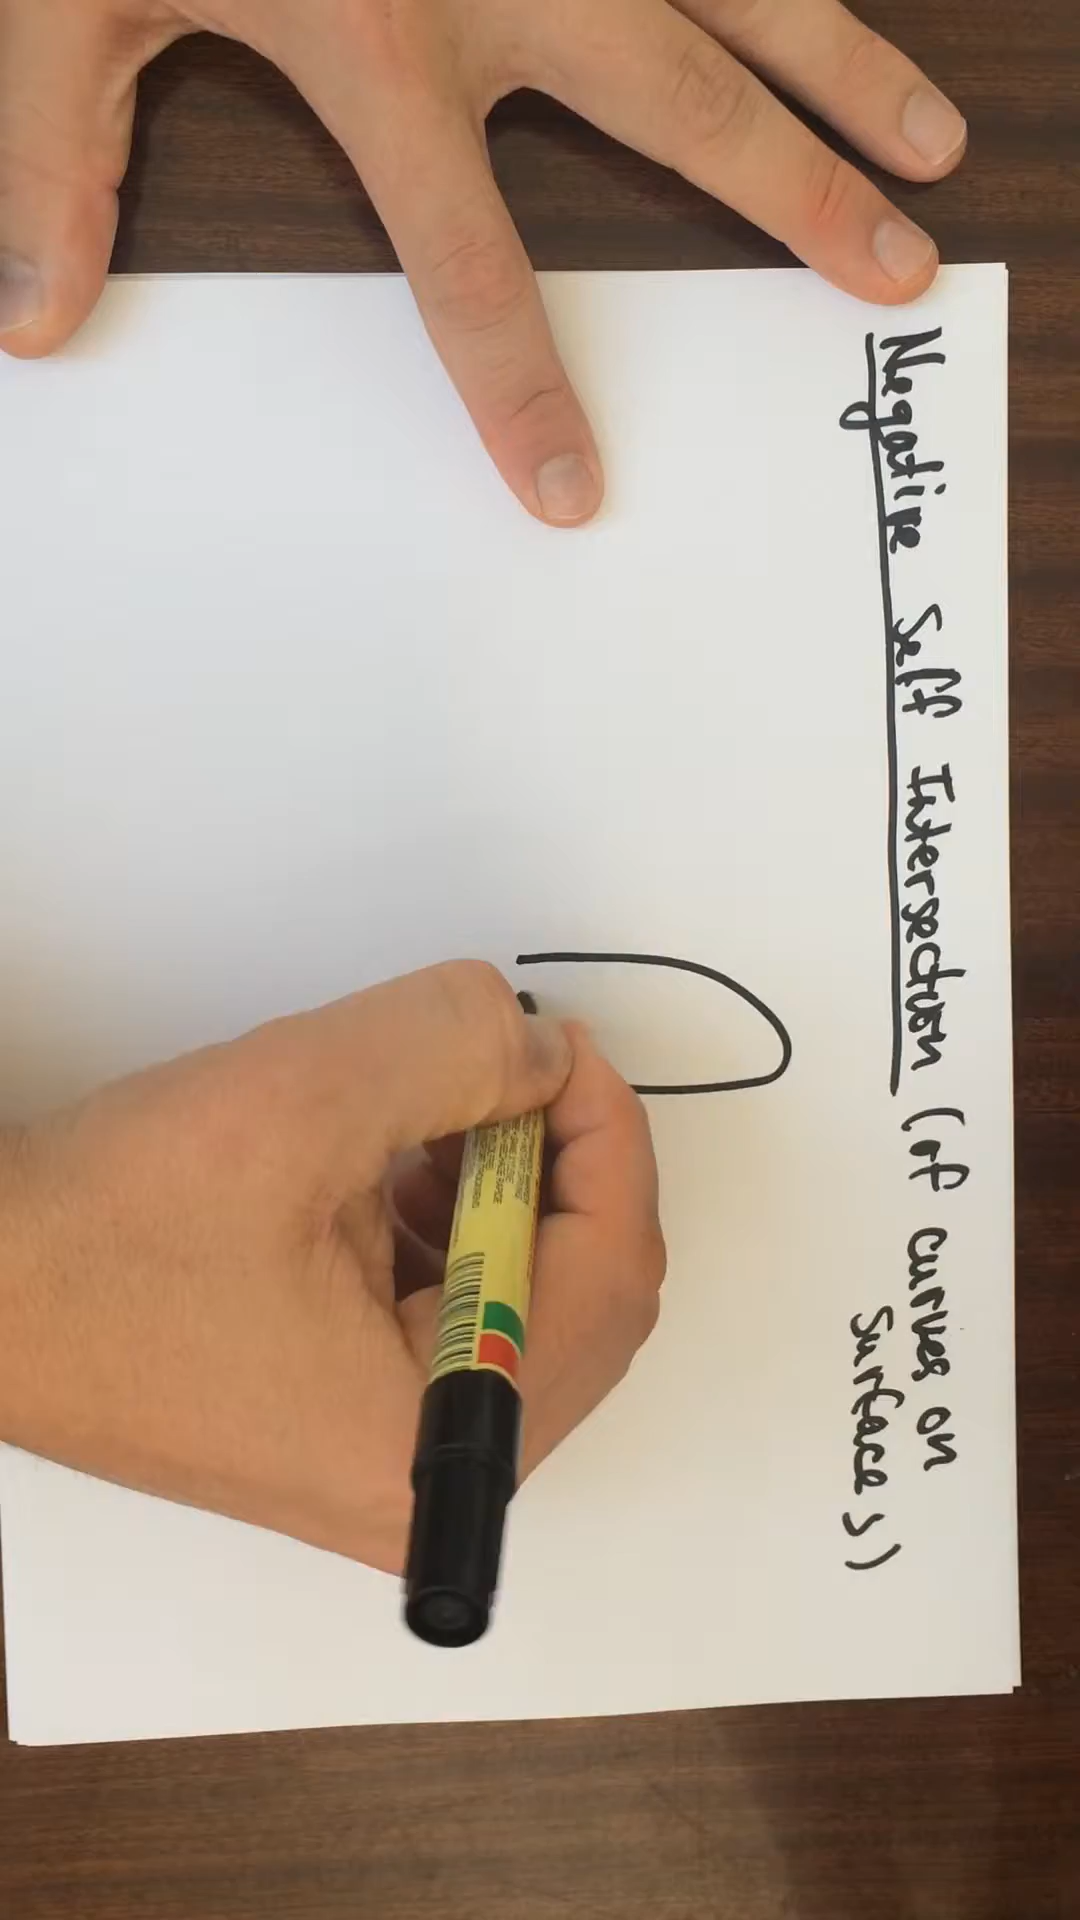 Negative Self Intersection (of curves on
surfaces)